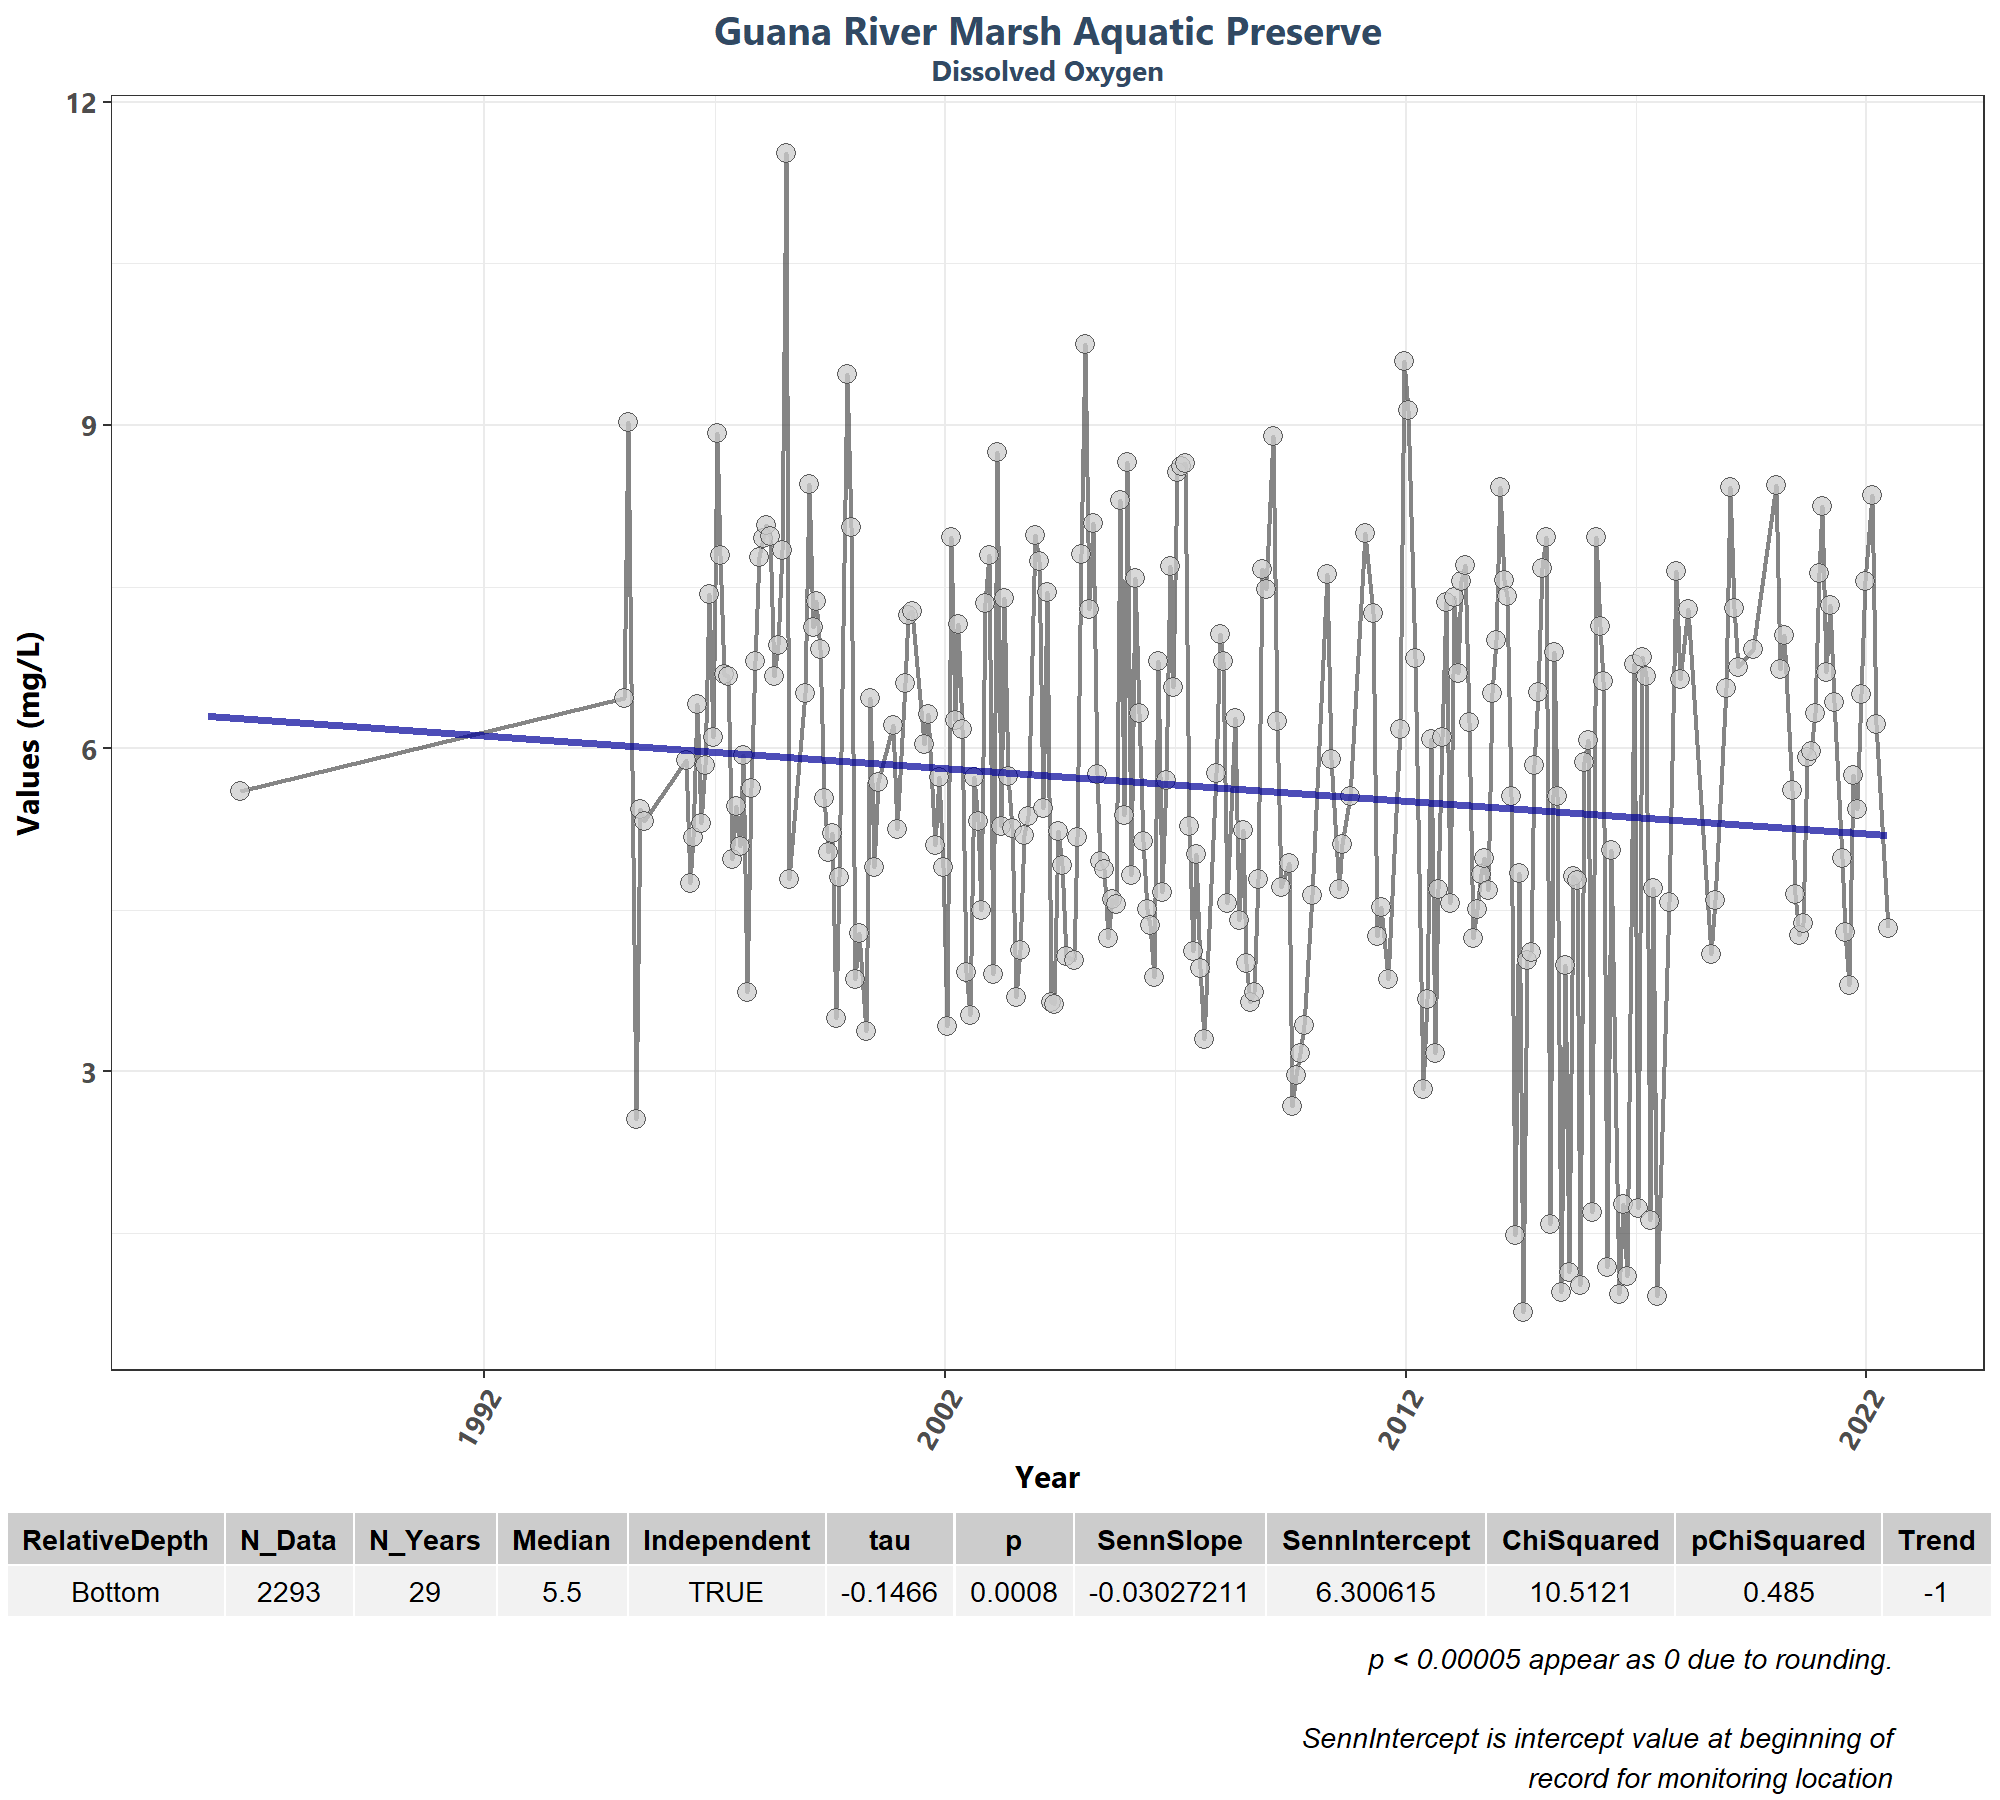 Guana River Marsh Aquatic Preserve
Dissolved Oxygen
12
9
6
3
Values (mg/L)
1992
2002
2012
2022
Year
RelativeDepth N_Data N_Years Median Independent tau p SennSlope SennIntercept ChiSquared pChiSquared Trend
Bottom 2293 29 5.5 TRUE -0.1466 0.0008 -0.03027211 6.300615 10.5121 0.485 -1
p < 0.00005 appear as 0 due to rounding.
SennIntercept is intercept value at beginning of
record for monitoring location